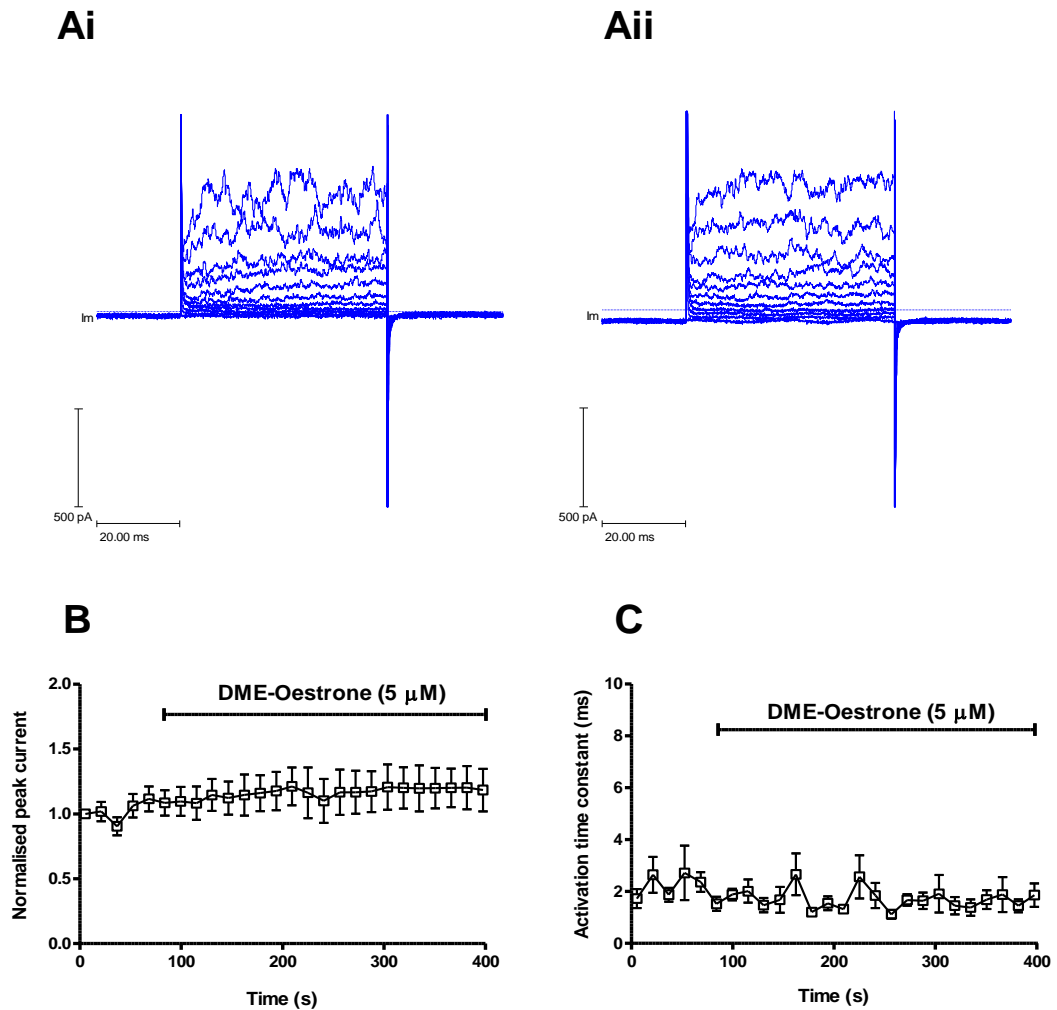 Ai
Aii
Im
Im
500 pA
20.00 ms
500 pA
20.00 ms
B
C
2.0
1.5
1.0
0.5
0.0
Normalised peak current
DME-Oestrone (5 μM)
0 100 200 300 400
Time (s)
10
8
6
4
2
0
Activation time constant (ms)
DME-Oestrone (5 μM)
0 100 200 300 400
Time (s)